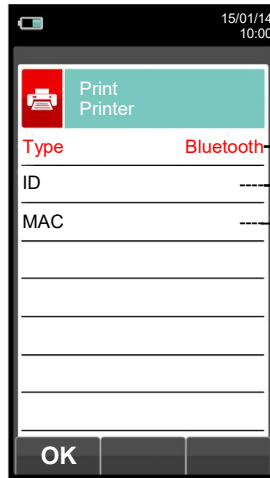 15/01/14
10:00
Print
Printer
Type Bluetooth
ID ----
MAC ----
OK